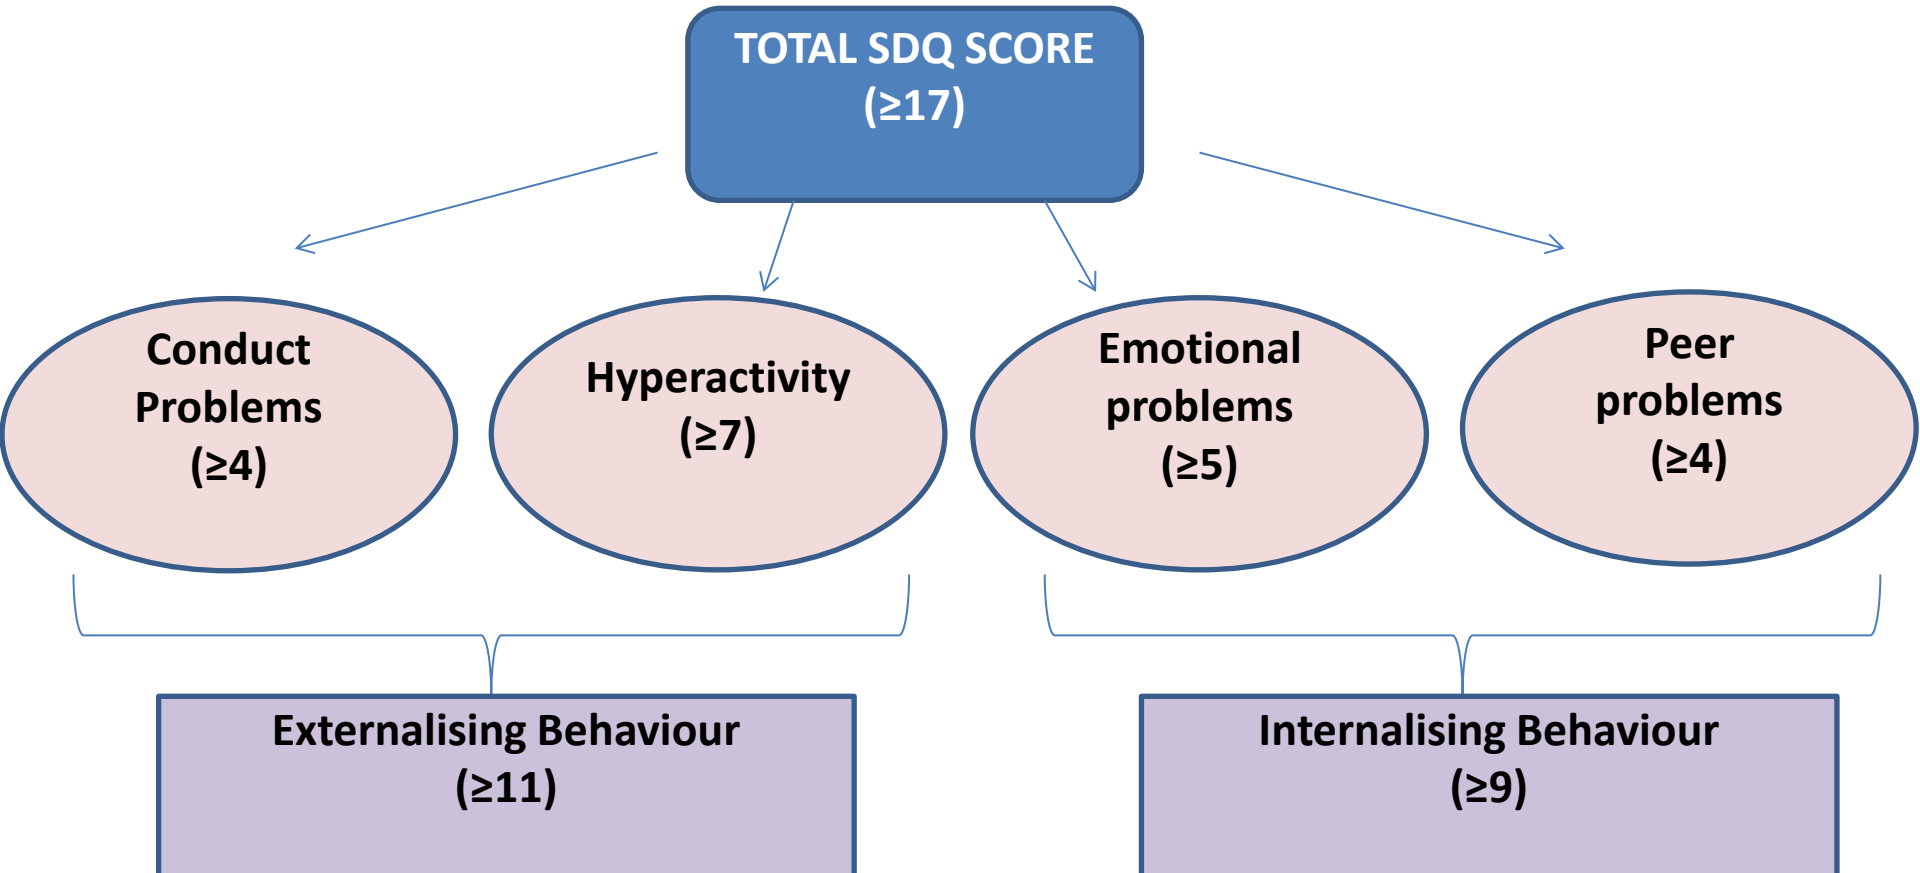 TOTAL SDQ SCORE
(≥17)
Conduct
Problems
(≥4)
Hyperactivity
(≥7)
Emotional
problems
(≥5)
Peer
problems
(≥4)
Externalising Behaviour
(≥11)
Internalising Behaviour
(≥9)